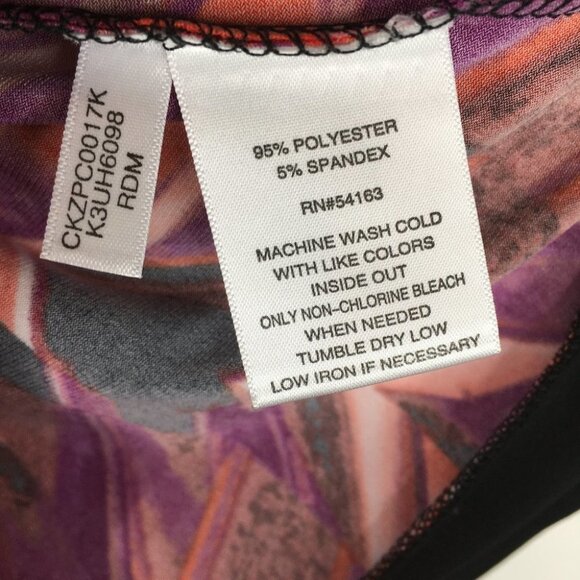 CKZPC0017K
K3UH6098
RDM
95% POLYESTER
5% SPANDEX
RN#54163
MACHINE WASH COLD
WITH LIKE COLORS
INSIDE OUT
ONLY NON-CHLORINE BLEACH
WHEN NEEDED
TUMBLE DRY LOW
LOW IRON IF NECESSARY